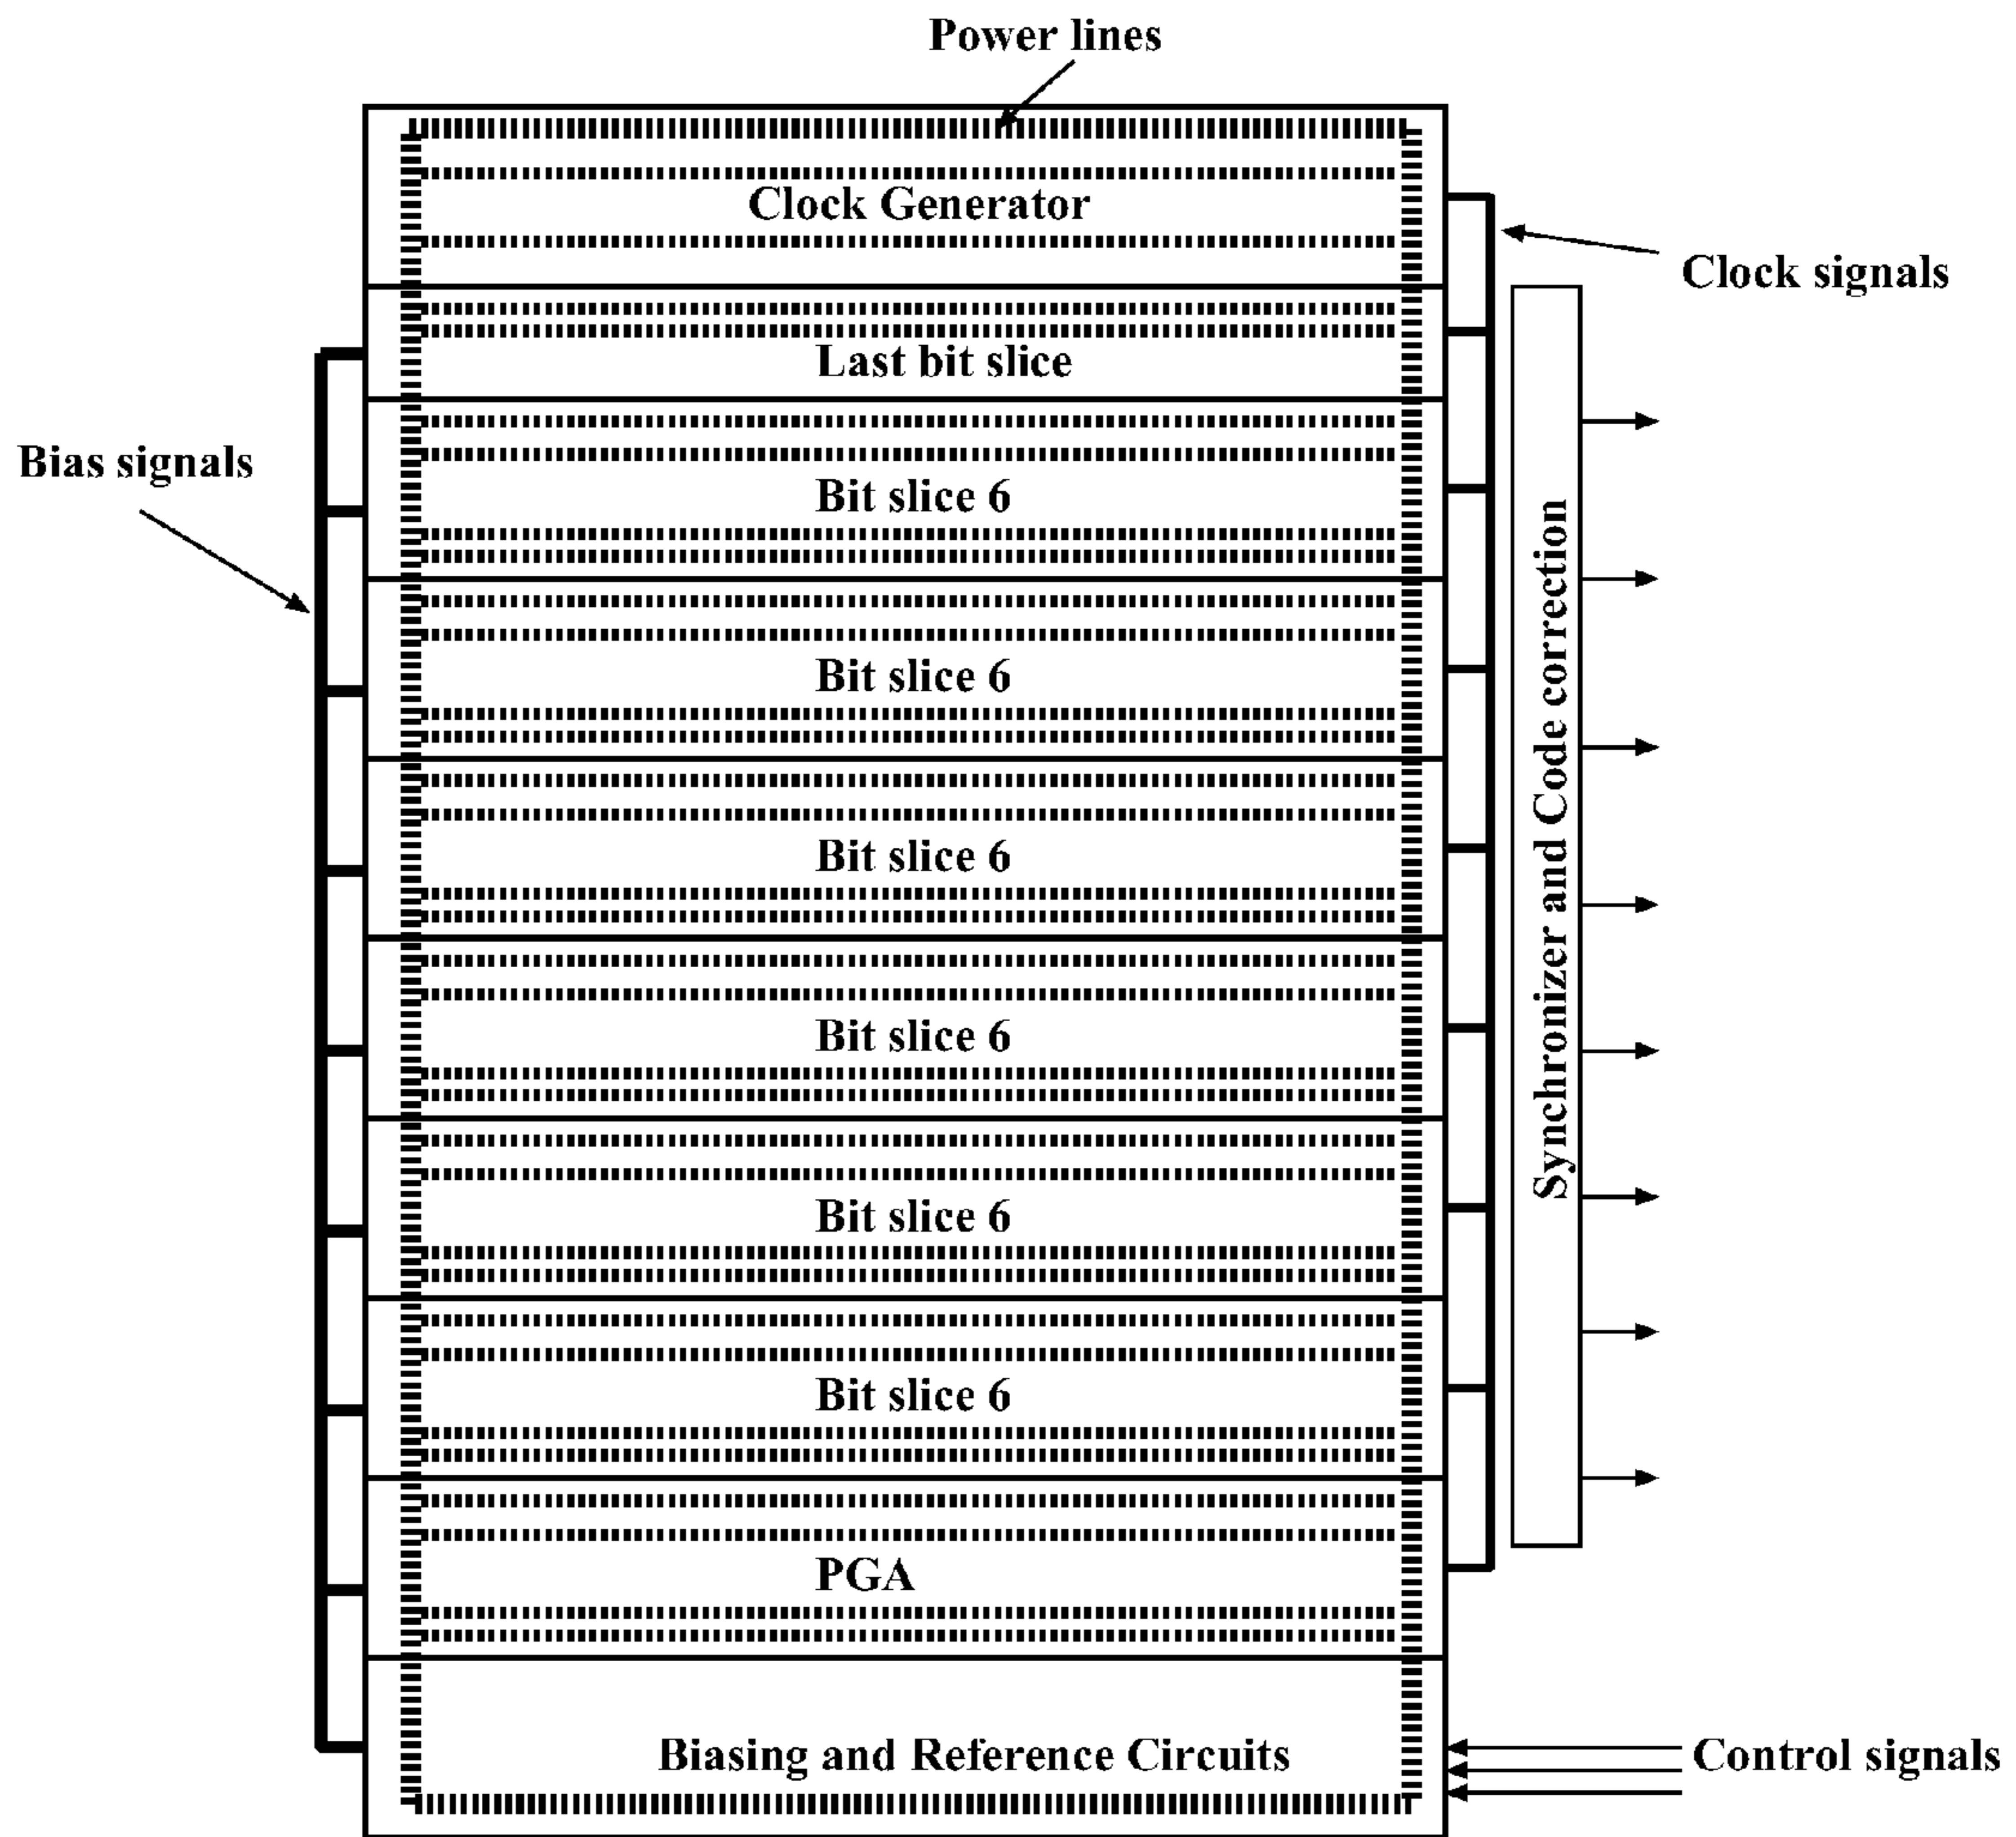 Power lines
Clock Generator
Clock signals
Last bit slice
Bias signals
Bit slice 6
Bit slice 6
Bit slice 6
Bit slice 6
Bit slice 6
Bit slice 6
Synchronizer and Code correction
PGA
Biasing and Reference Circuits
Control signals